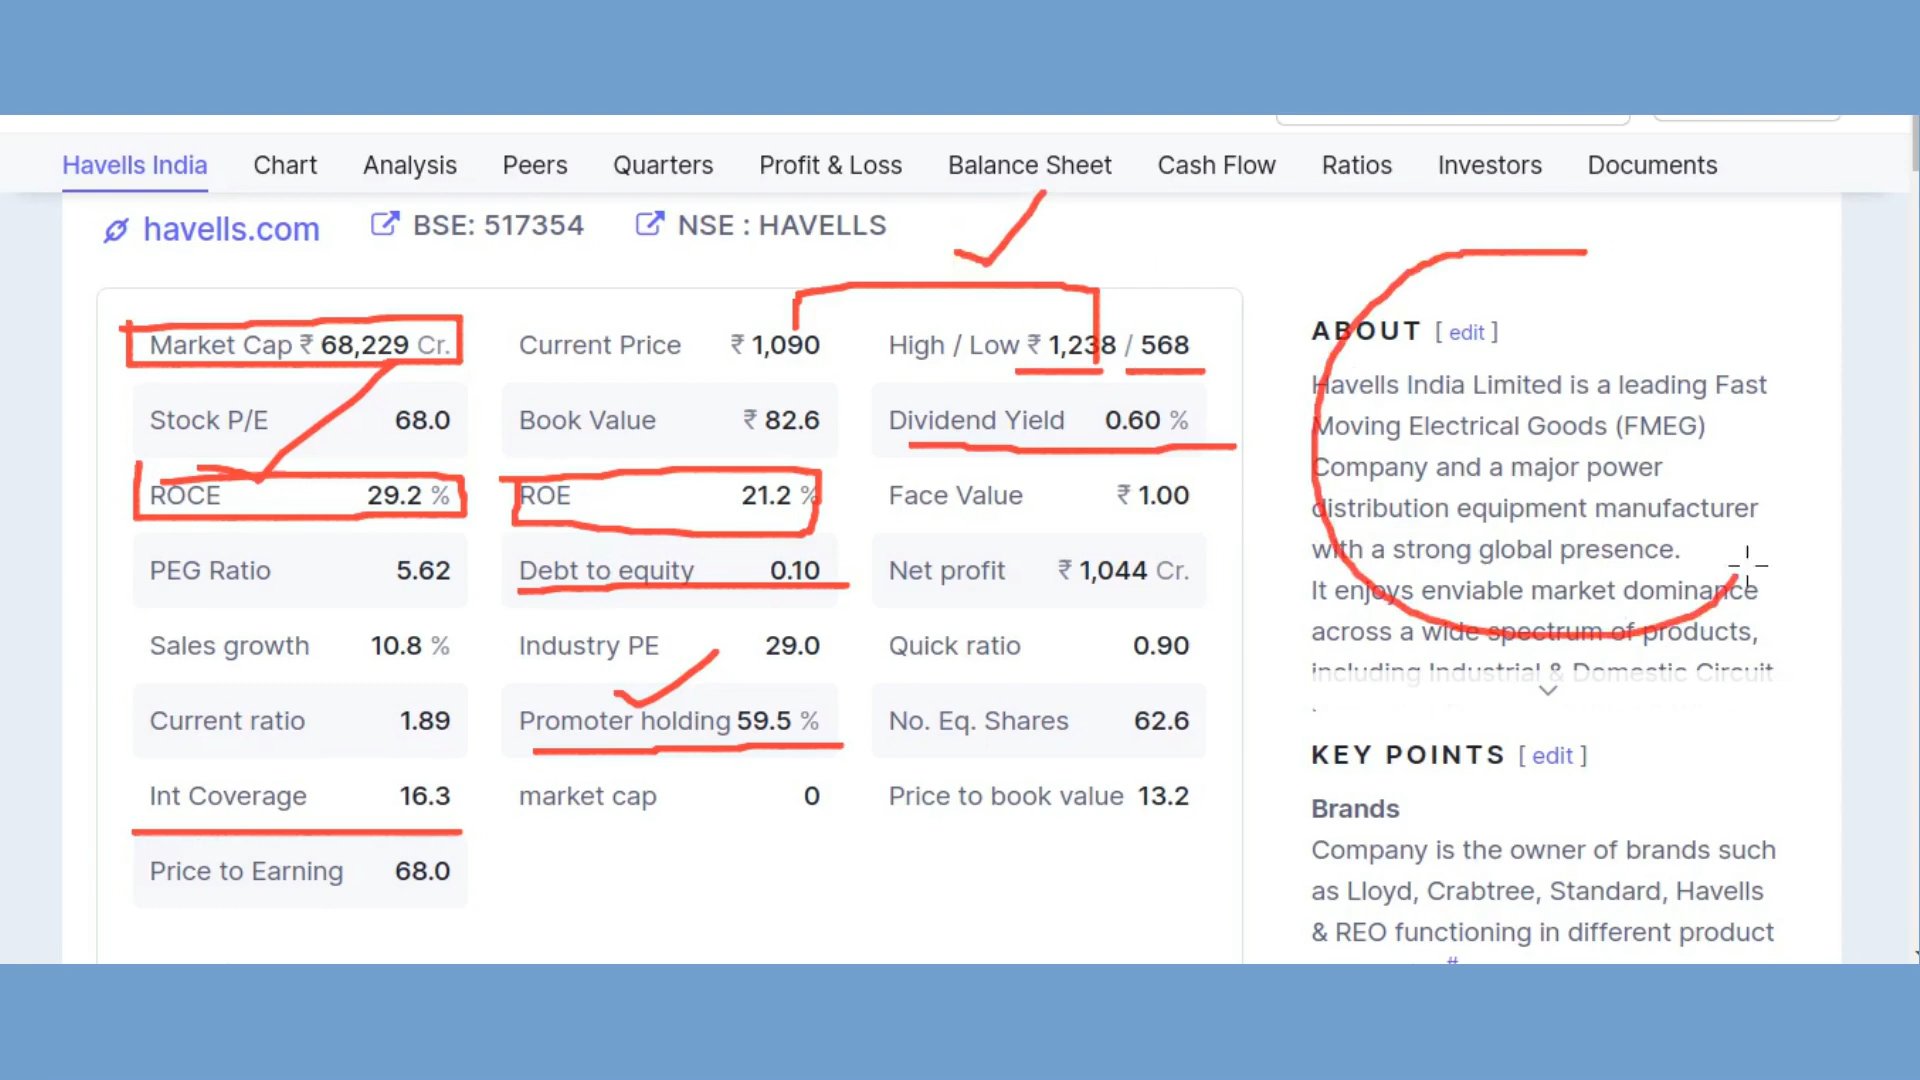 Havells India Chart Analysis Peers Quarters Profit & Loss Balance Sheet Cash Flow Ratios Investors Documents
havells.com BSE: 517354 NSE : HAVELLS
Market Cap ₹ 68,229 Cr.
Current Price ₹ 1,090
High / Low ₹ 1,238 / 568
Stock P/E 68.0
Book Value ₹ 82.6
Dividend Yield 0.60 %
ROCE 29.2 %
ROE 21.2 %
Face Value ₹ 1.00
PEG Ratio 5.62
Debt to equity 0.10
Net profit ₹ 1,044 Cr.
Sales growth 10.8 %
Industry PE 29.0
Quick ratio 0.90
Current ratio 1.89
Promoter holding 59.5 %
No. Eq. Shares 62.6
Int Coverage 16.3
market cap 0
Price to book value 13.2
Price to Earning 68.0
ABOUT [ edit ]
Havells India Limited is a leading Fast
Moving Electrical Goods (FMEG)
Company and a major power
distribution equipment manufacturer
with a strong global presence.
It enjoys enviable market dominance
across a wide spectrum of products,
including Industrial & Domestic Circuit
KEY POINTS [ edit ]
Brands
Company is the owner of brands such
as Lloyd, Crabtree, Standard, Havells
& REO functioning in different product